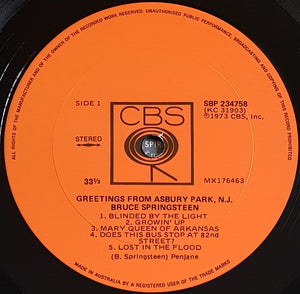 ALL RIGHTS OF THE MANUFACTURER AND OF THE OWNER OF THE RECORDED WORK RESERVED. UNAUTHORISED PUBLIC PERFORMANCE, BROADCASTING AND COPYING OF THIS RECORD PROHIBITED
CBS
SIDE 1
SBP 234758
(KC 31903)
℗1973 CBS, Inc.
STEREO
SPIR
33⅓
MX176463
GREETINGS FROM ASBURY PARK, N.J.
BRUCE SPRINGSTEEN
1. BLINDED BY THE LIGHT
2. GROWIN' UP
3. MARY QUEEN OF ARKANSAS
4. DOES THIS BUS STOP AT 82nd
STREET?
5. LOST IN THE FLOOD
(B. Springsteen) Penjane
MADE IN AUSTRALIA BY A REGISTERED USER OF THE TRADE MARKS